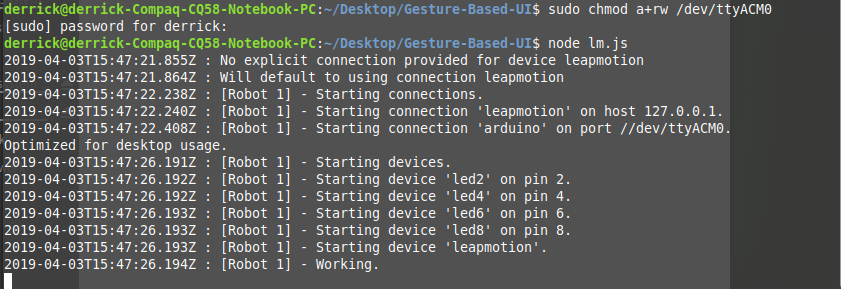 derrick@derrick-Compaq-CQ58-Notebook-PC:~/Desktop/Gesture-Based-UI$ sudo chmod a+rw /dev/ttyACM0
[sudo] password for derrick:
derrick@derrick-Compaq-CQ58-Notebook-PC:~/Desktop/Gesture-Based-UI$ node lm.js
2019-04-03T15:47:21.855Z : No explicit connection provided for device leapmotion
2019-04-03T15:47:21.864Z : Will default to using connection leapmotion
2019-04-03T15:47:22.238Z : [Robot 1] - Starting connections.
2019-04-03T15:47:22.240Z : [Robot 1] - Starting connection 'leapmotion' on host 127.0.0.1.
2019-04-03T15:47:22.408Z : [Robot 1] - Starting connection 'arduino' on port //dev/ttyACM0.
Optimized for desktop usage.
2019-04-03T15:47:26.191Z : [Robot 1] - Starting devices.
2019-04-03T15:47:26.192Z : [Robot 1] - Starting device 'led2' on pin 2.
2019-04-03T15:47:26.192Z : [Robot 1] - Starting device 'led4' on pin 4.
2019-04-03T15:47:26.193Z : [Robot 1] - Starting device 'led6' on pin 6.
2019-04-03T15:47:26.193Z : [Robot 1] - Starting device 'led8' on pin 8.
2019-04-03T15:47:26.193Z : [Robot 1] - Starting device 'leapmotion'.
2019-04-03T15:47:26.194Z : [Robot 1] - Working.